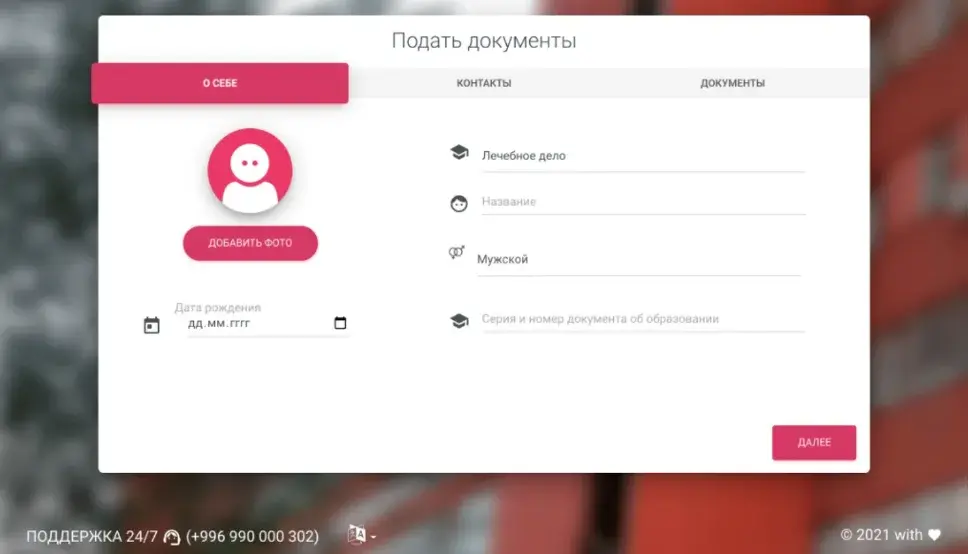 Подать документы
О СЕБЕ
КОНТАКТЫ
ДОКУМЕНТЫ
ДОБАВИТЬ ФОТО
Дата рождения
дд.мм.гггг
Лечебное дело
Название
Мужской
Серия и номер документа об образовании
ДАЛЕЕ
ПОДДЕРЖКА 24/7 (+996 990 000 302)
© 2021 with